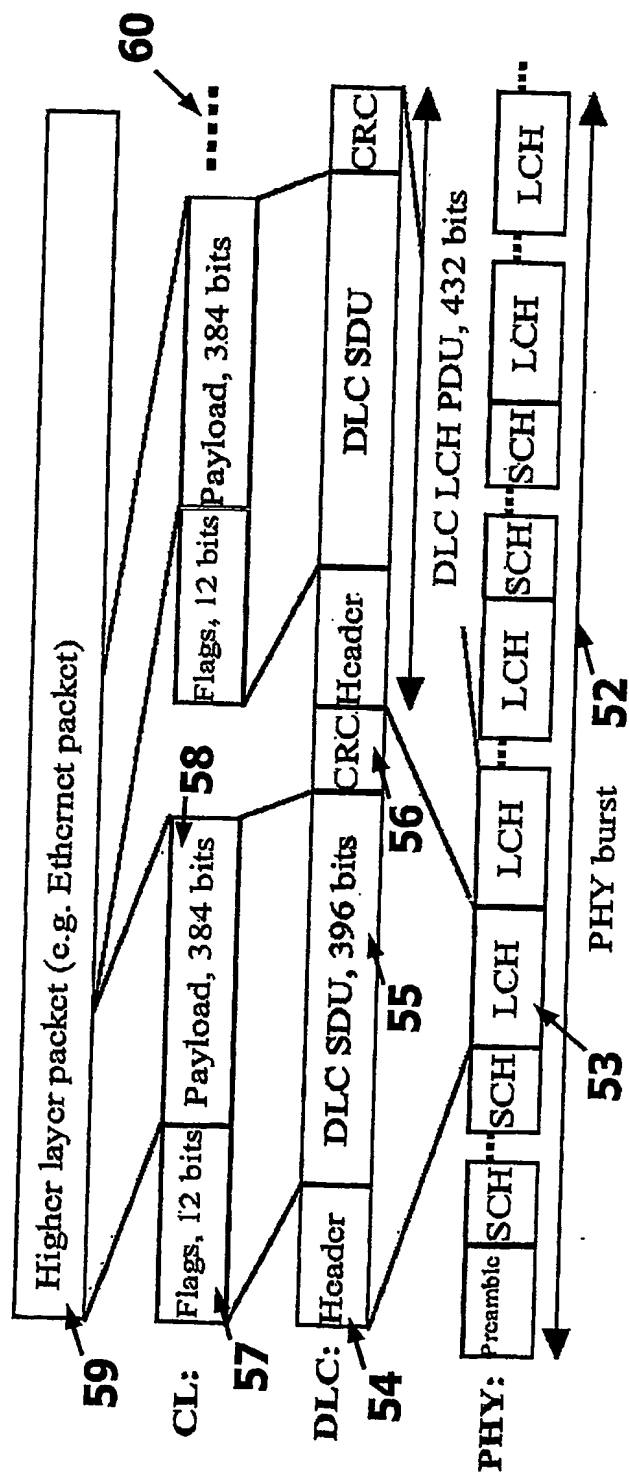 Higher layer packet (e.g. Ethernet packet)
59
60
CL:
Flags, 12 bits
Payload, 384 bits
58
57
Flags, 12 bits
Payload, 384 bits
DLC:
Header
DLC SDU, 396 bits
CRC
Header
DLC SDU
CRC
54
55
56
DLC LCH PDU, 432 bits
PHY:
Preamble
SCH
SCH
LCH
LCH
LCH
SCH
SCH
LCH
LCH
53
PHY burst
52